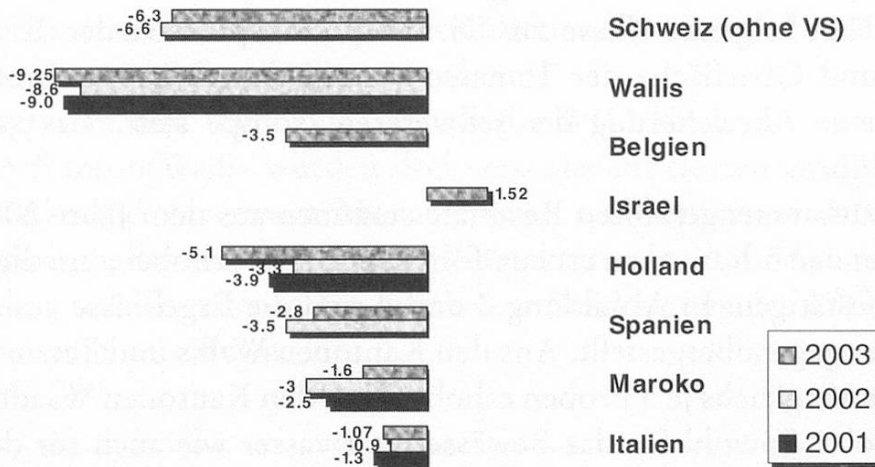 -6.3
-6.6
Schweiz (ohne VS)
-9.25
-8.6
-9.0
Wallis
-3.5
Belgien
1.52
Israel
-5.1
-3.3
-3.9
Holland
-2.8
-3.5
Spanien
-1.6
-3
-2.5
Maroko
-1.07
-0.9
-1.3
Italien
2003
2002
2001